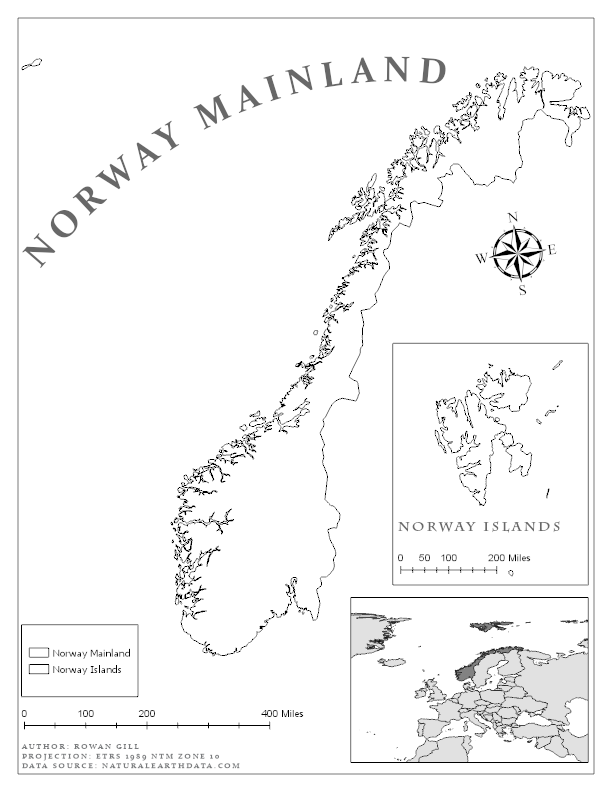 NORWAY MAINLAND
N
W E
S
NORWAY ISLANDS
0 50 100 200 Miles
Norway Mainland
Norway Islands
0 100 200 400 Miles
AUTHOR: ROWAN GILL
PROJECTION: ETRS 1989 NTM ZONE 10
DATA SOURCE: NATURALEARTHDATA.COM